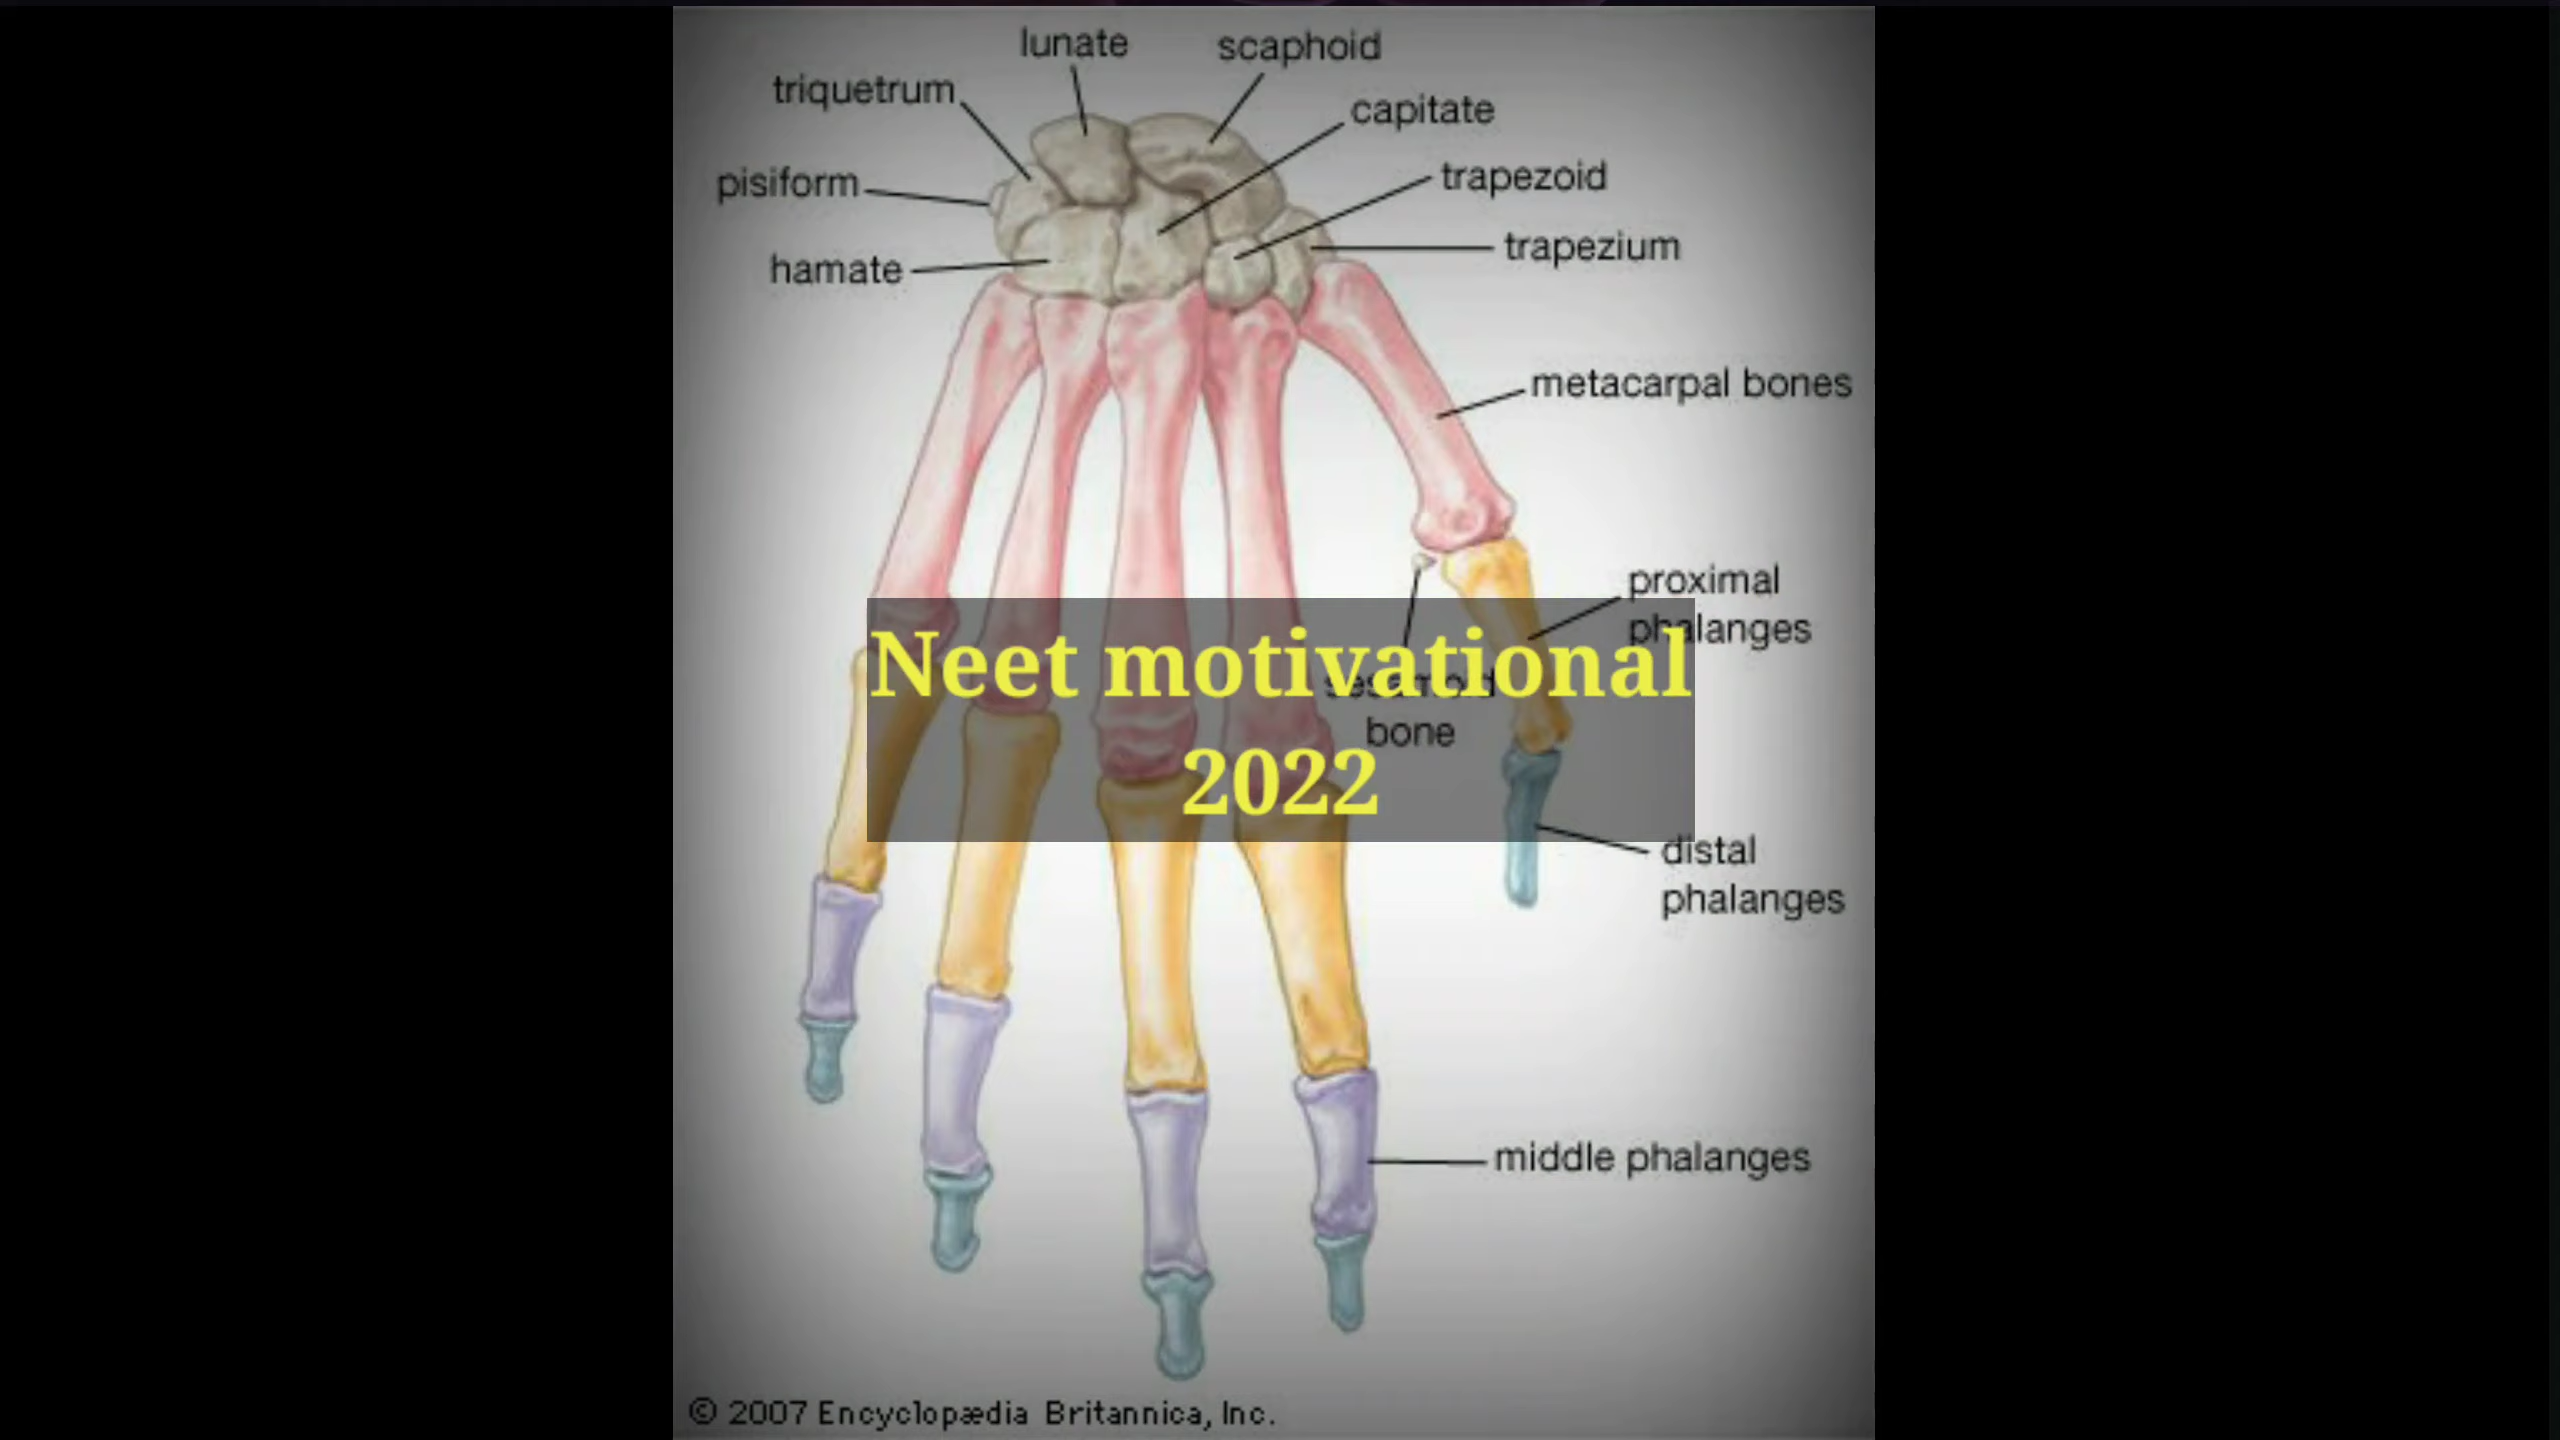 lunate
scaphoid
triquetrum
capitate
pisiform
trapezoid
hamate
trapezium
metacarpal bones
proximal
phalanges
Neet motivational
sesamoid
bone
2022
distal
phalanges
middle phalanges
© 2007 Encyclopædia Britannica, Inc.